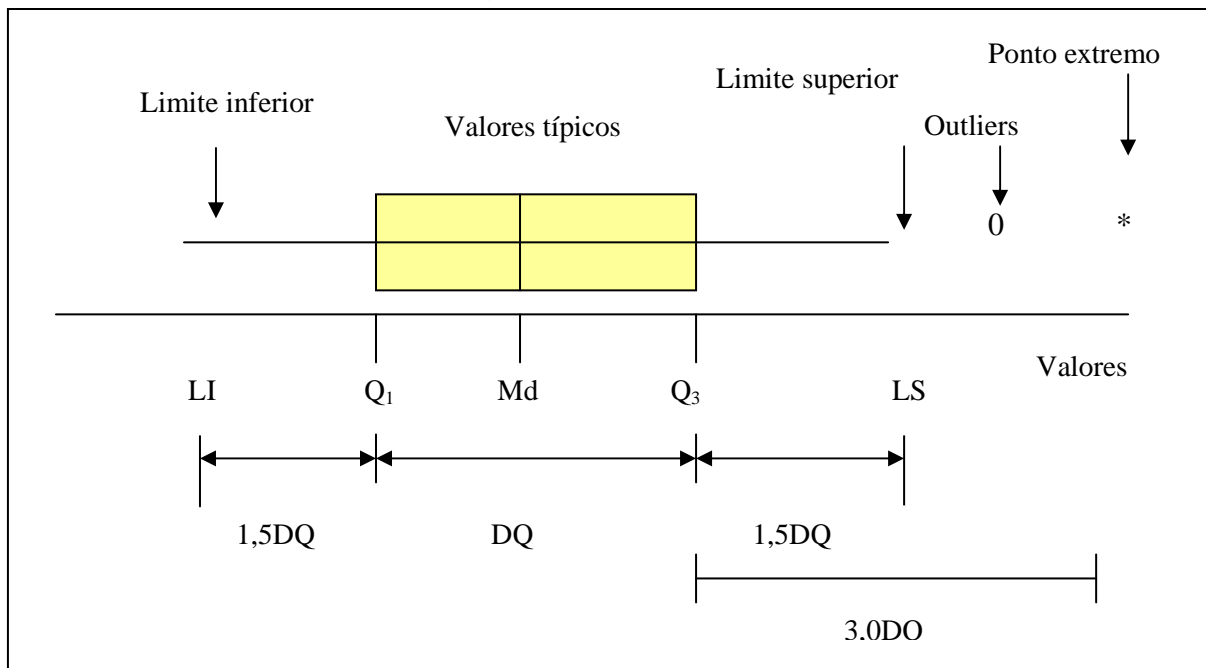 Ponto extremo
Limite superior
Limite inferior
Valores típicos
Outliers
0
*
Valores
LI Q₁ Md Q₃ LS
1,5DQ DQ 1,5DQ
3,0DQ